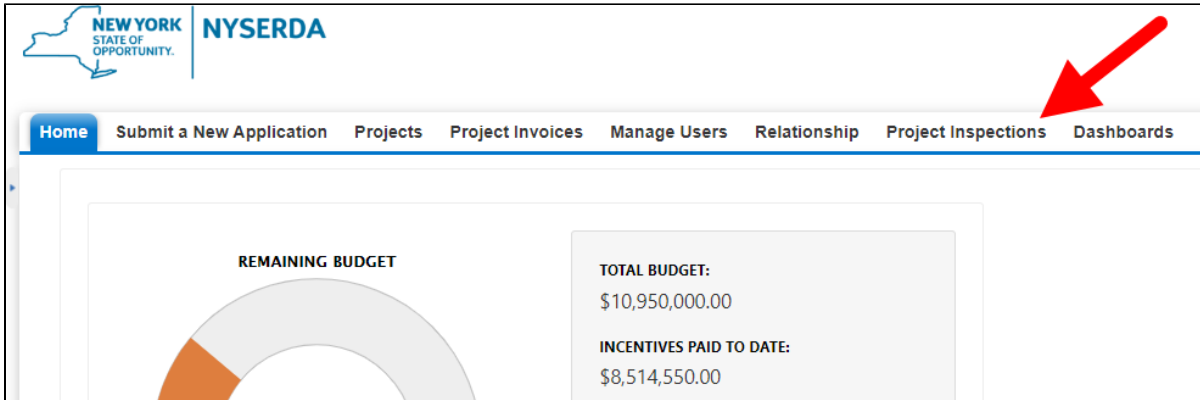 NEW YORK
STATE OF
OPPORTUNITY.
NYSERDA
Home Submit a New Application Projects Project Invoices Manage Users Relationship Project Inspections Dashboards
REMAINING BUDGET
TOTAL BUDGET:
$10,950,000.00
INCENTIVES PAID TO DATE:
$8,514,550.00